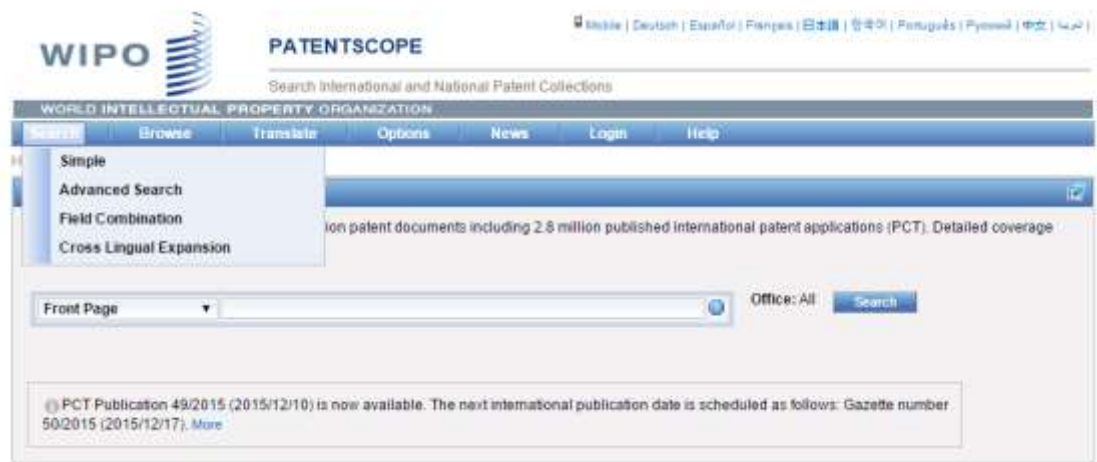 Mobile | Deutsch | Español | Français | 日本語 | 한국어 | Português | Русский | 中文 | العربية |
WIPO
PATENTSCOPE
Search International and National Patent Collections
WORLD INTELLECTUAL PROPERTY ORGANIZATION
Search Browse Translate Options News Login Help
Simple
Advanced Search
Field Combination
ion patent documents including 2.8 million published international patent applications (PCT). Detailed coverage
Cross Lingual Expansion
Front Page Office: All Search
PCT Publication 49/2015 (2015/12/10) is now available. The next international publication date is scheduled as follows: Gazette number
50/2015 (2015/12/17). More